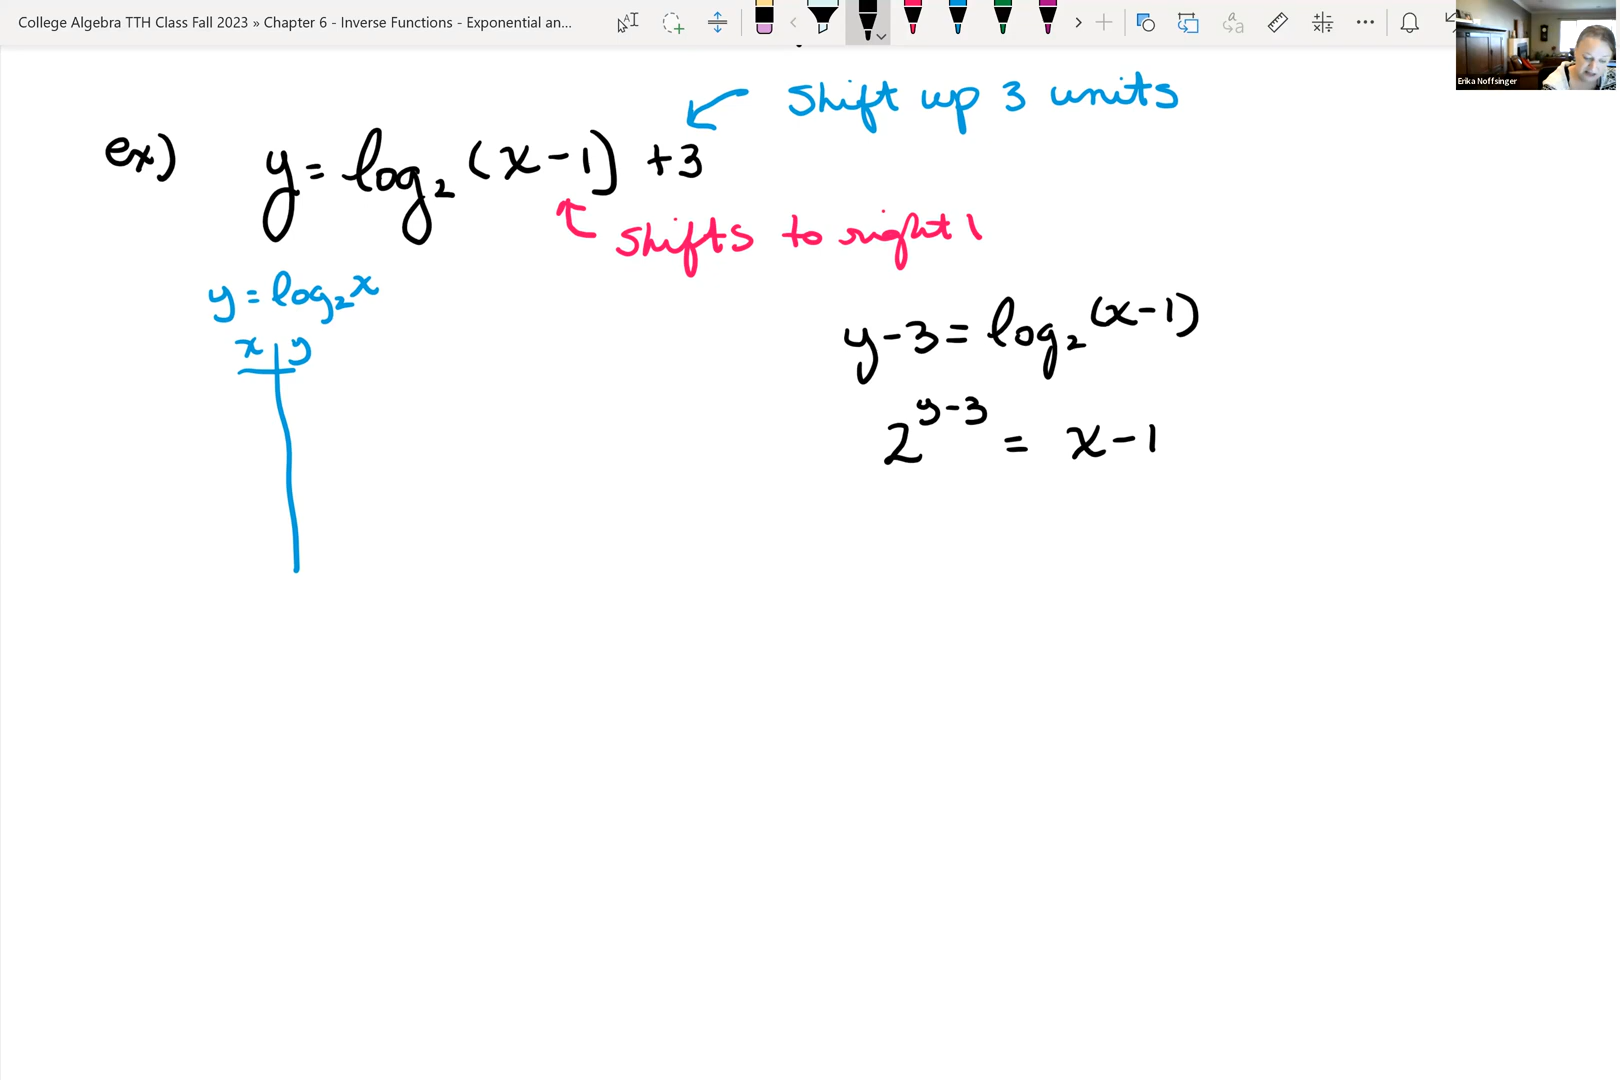 College Algebra TTH Class Fall 2023 » Chapter 6 - Inverse Functions - Exponential an...
Erika Noffsinger
shift up 3 units
ex) y = log₂ (x-1) +3
shifts to right 1
y = log₂x
x y
y-3 = log₂ (x-1)
2^(y-3) = x-1